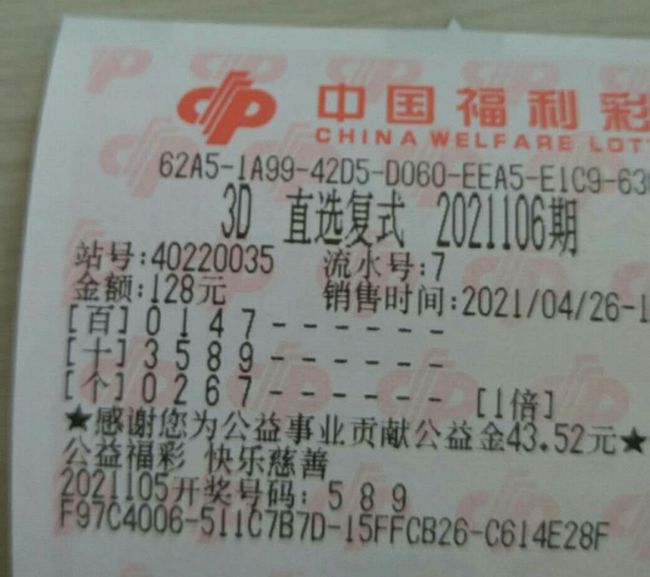 中国福利彩
CHINA WELFARE LOTT
62A5-1A99-42D5-D060-EEA5-E1C9-630
3D 直选复式 2021106期
站号:40220035 流水号:7
金额:128元 销售时间:2021/04/26-1
[百]0 1 4 7 - - - - - -
[十]3 5 8 9 - - - - - -
[个]0 2 6 7 - - - - - - [1倍]
★感谢您为公益事业贡献公益金43.52元★
公益福彩 快乐慈善
2021105开奖号码: 5 8 9
F97C4006-511C7B7D-15FFCB26-C614E28F